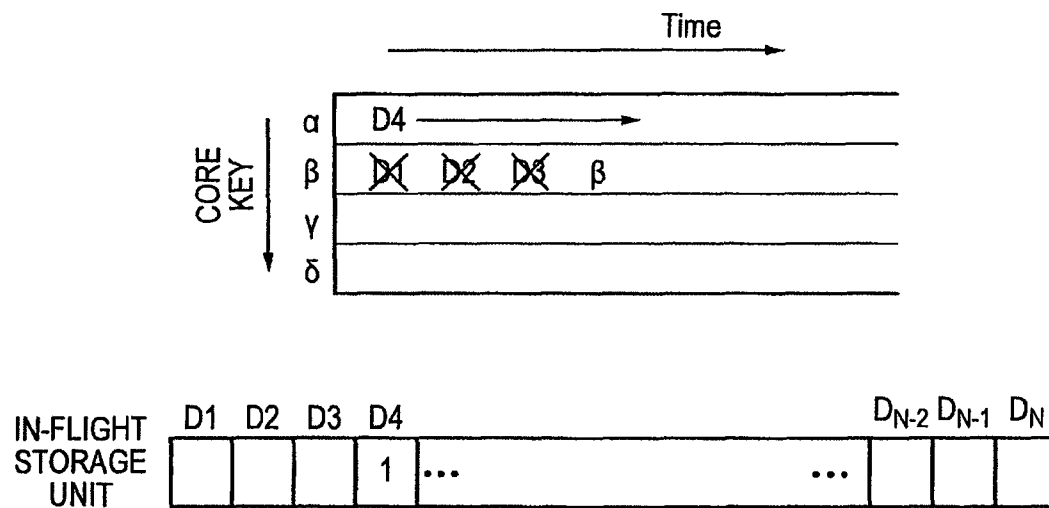 Time
CORE KEY
α D4
β D1 D2 D3 β
γ
δ
IN-FLIGHT STORAGE UNIT
D1 D2 D3 D4 D_{N-2} D_{N-1} D_N
1 ... ...